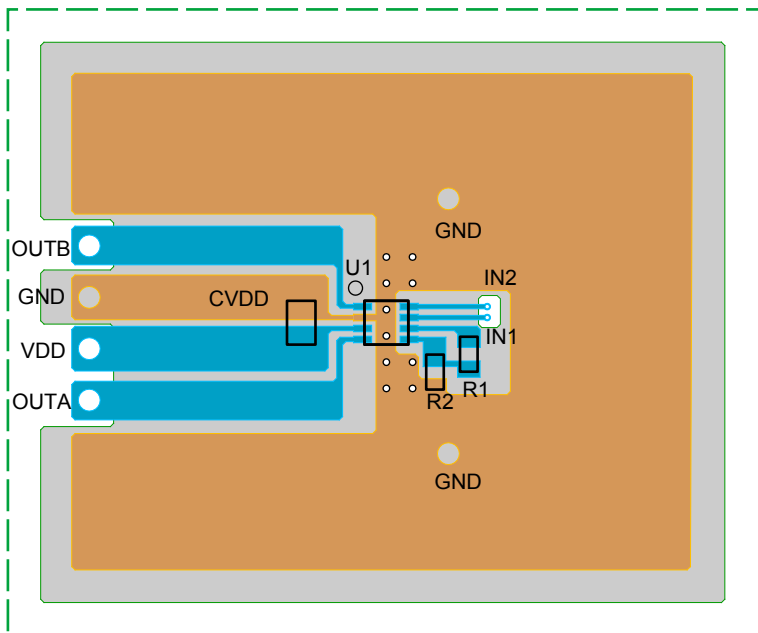 GND
OUTB
U1
GND
CVDD
IN2
IN1
VDD
R1
OUTA
R2
GND